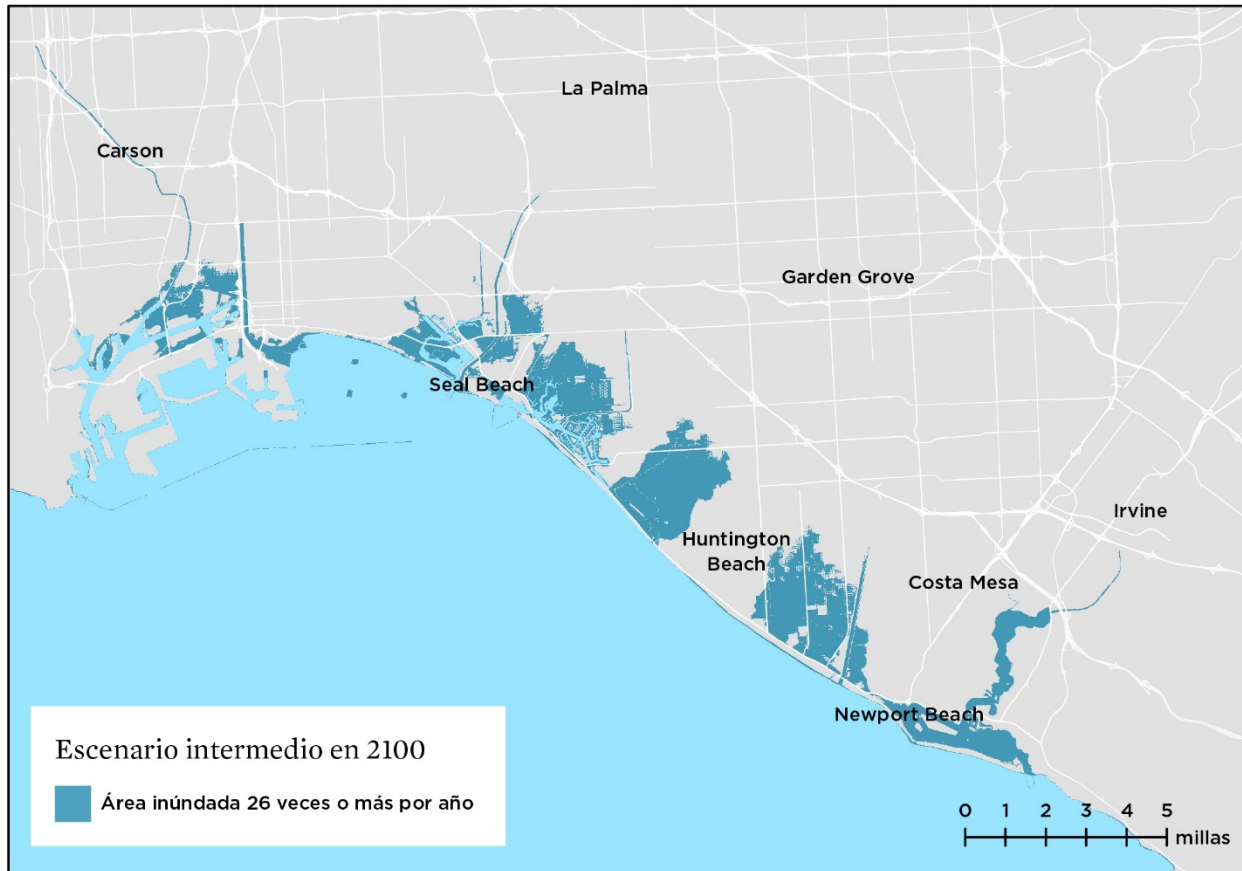 La Palma
Carson
Garden Grove
Seal Beach
Irvine
Huntington
Beach
Costa Mesa
Newport Beach
Escenario intermedio en 2100
Área inúndada 26 veces o más por año
0 1 2 3 4 5
millas